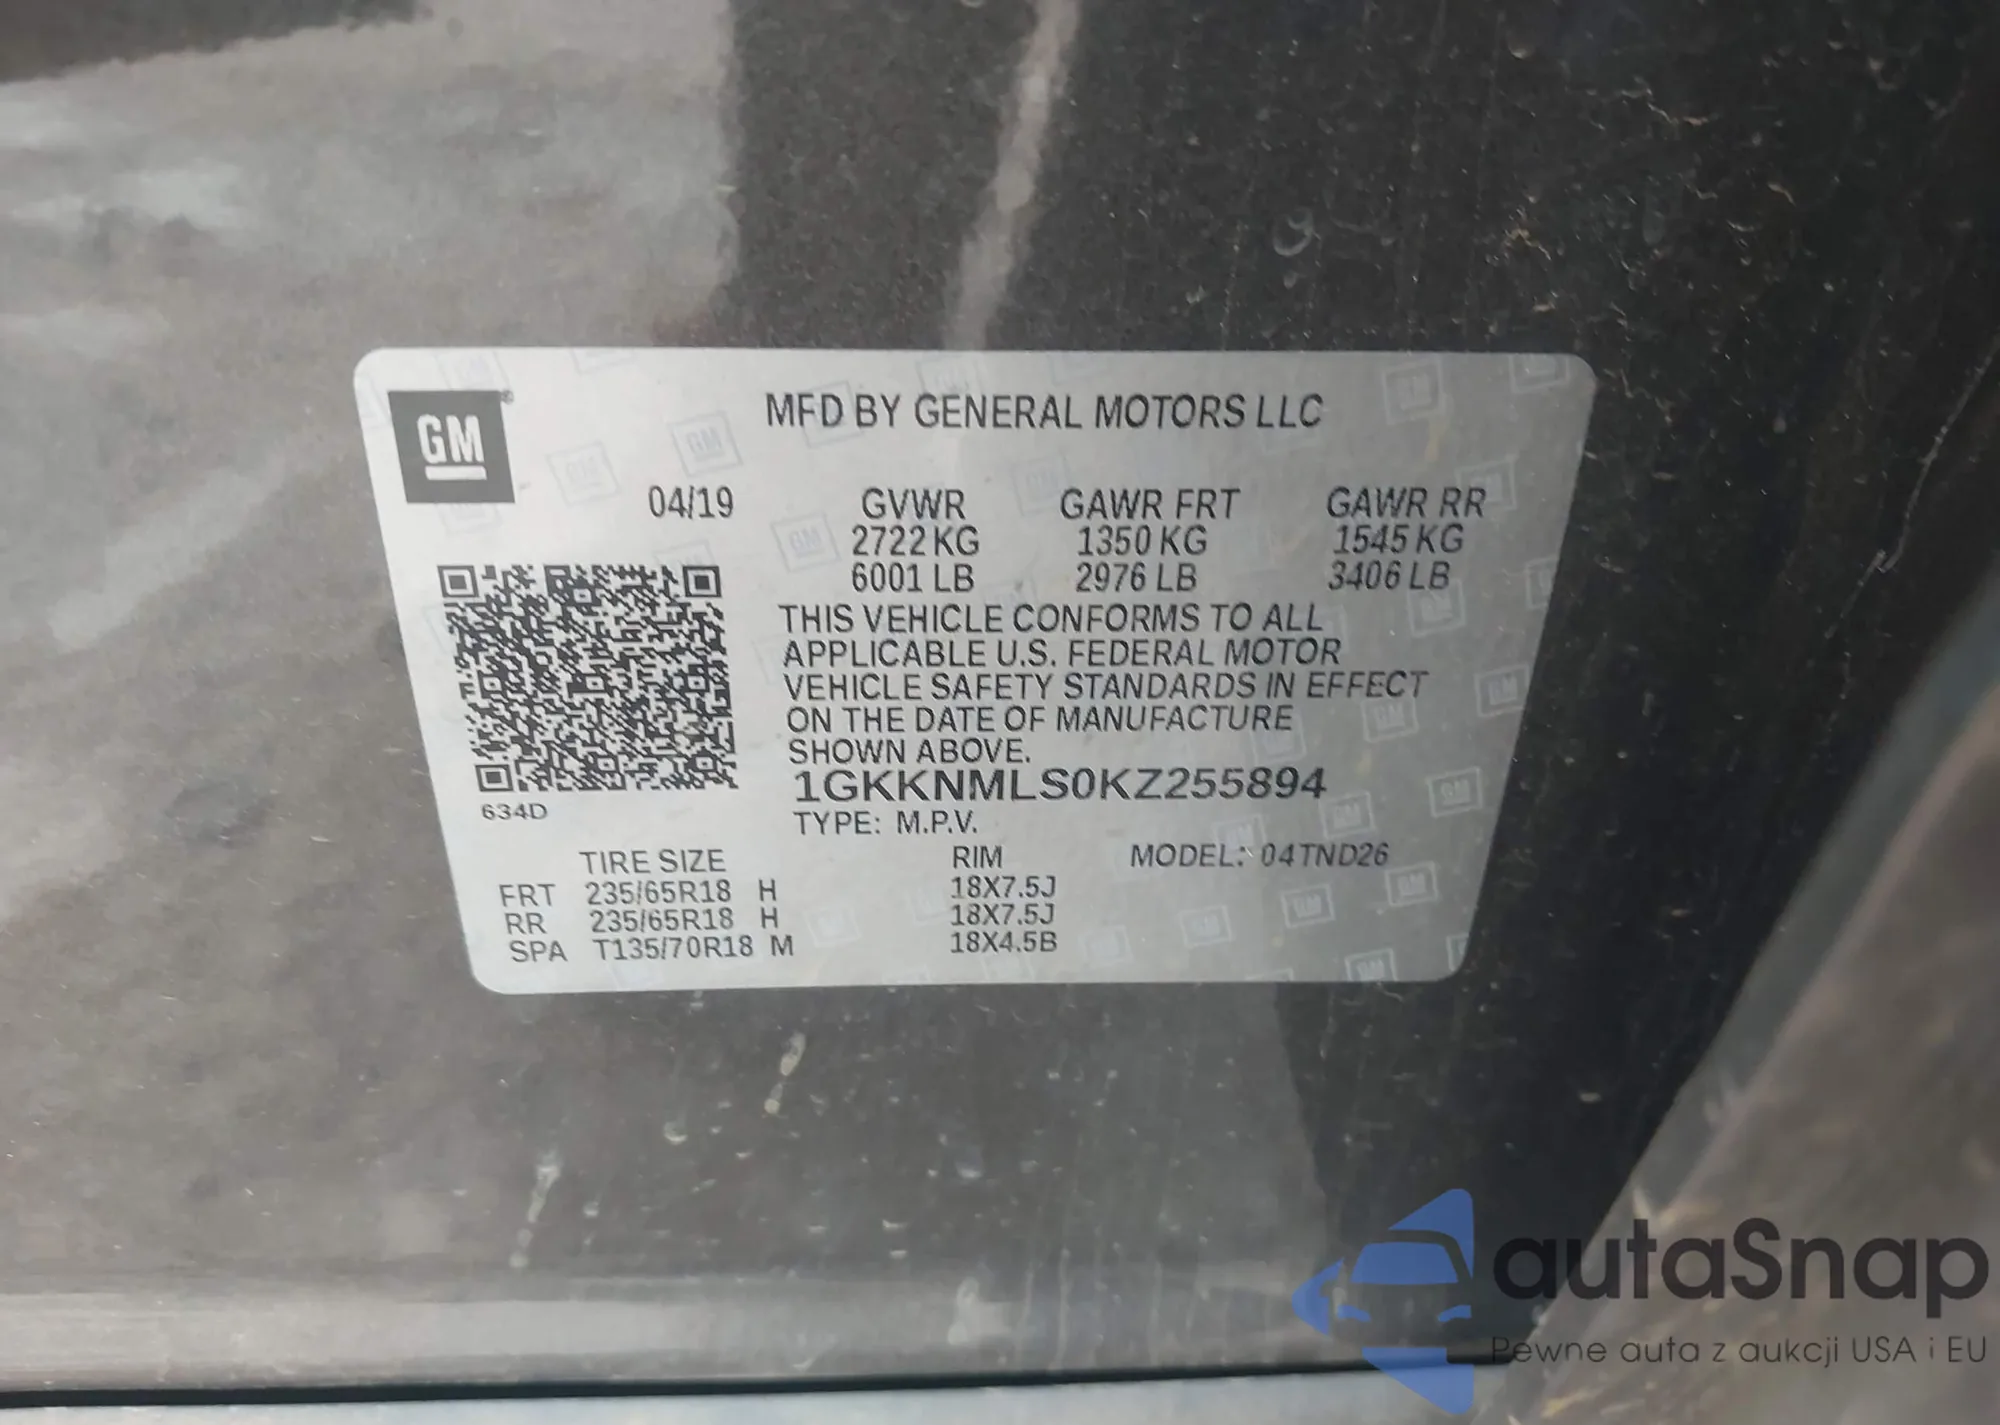 GM
MFD BY GENERAL MOTORS LLC
04/19 GVWR GAWR FRT GAWR RR
2722 KG 1350 KG 1545 KG
6001 LB 2976 LB 3406 LB
THIS VEHICLE CONFORMS TO ALL
APPLICABLE U.S. FEDERAL MOTOR
VEHICLE SAFETY STANDARDS IN EFFECT
ON THE DATE OF MANUFACTURE
SHOWN ABOVE.
1GKKNMLS0KZ255894
634D
TYPE: M.P.V.
TIRE SIZE RIM MODEL: 04TND26
FRT 235/65R18 H 18X7.5J
RR 235/65R18 H 18X7.5J
SPA T135/70R18 M 18X4.5B
autaSnap
Pewne auta z aukcji USA i EU